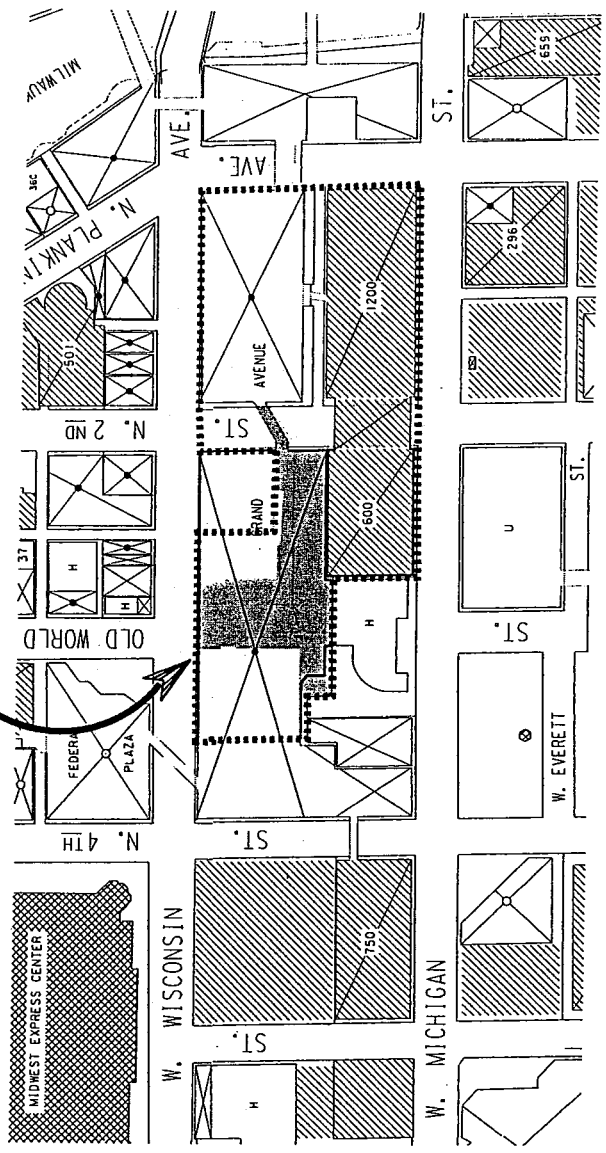 MILWAUK
36C
N. PLANKIN
AVE.
AVE.
ST.
659
501
N. 2ND
ST.
GRAND
AVENUE
1200
600
296
37
H
H
OLD WORLD
H
ST.
U
ST.
FEDERA
PLAZA
N. 4TH
ST.
W. EVERETT
MIDWEST EXPRESS CENTER
W. WISCONSIN
ST.
H
750
W. MICHIGAN